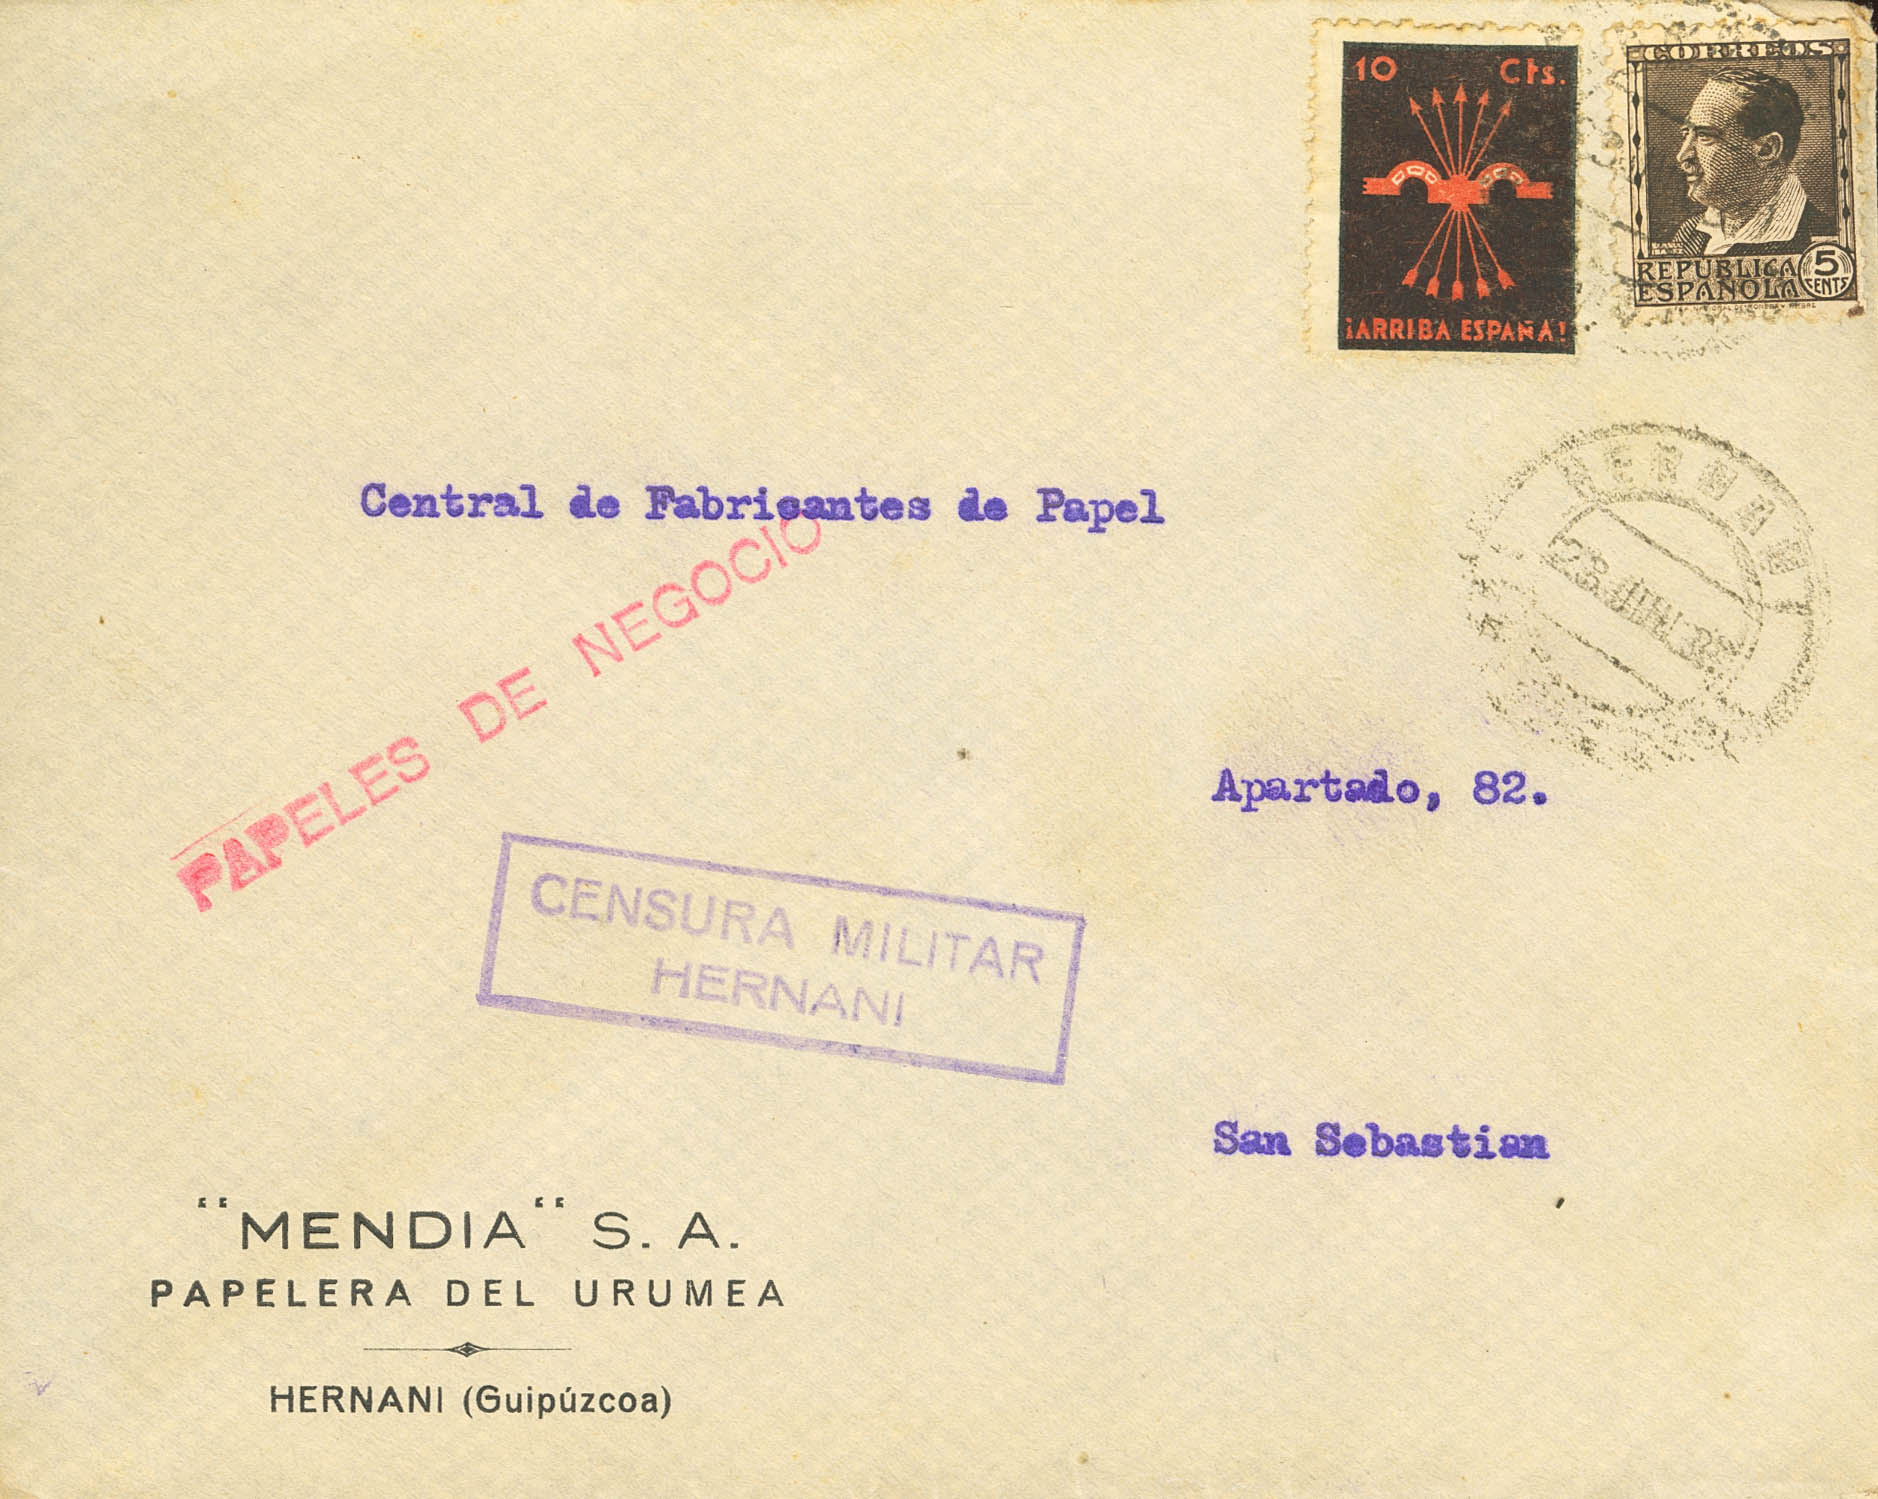 10 Cts.
¡ARRIBA ESPAÑA!
CORREOS
REPUBLICA
ESPAÑOLA
5
CENTS
Central de Fabricantes de Papel
HERNANI
PAPELES DE NEGOCIO
Apartado, 82.
CENSURA MILITAR
HERNANI
San Sebastian
"MENDIA" S. A.
PAPELERA DEL URUMEA
HERNANI (Guipúzcoa)